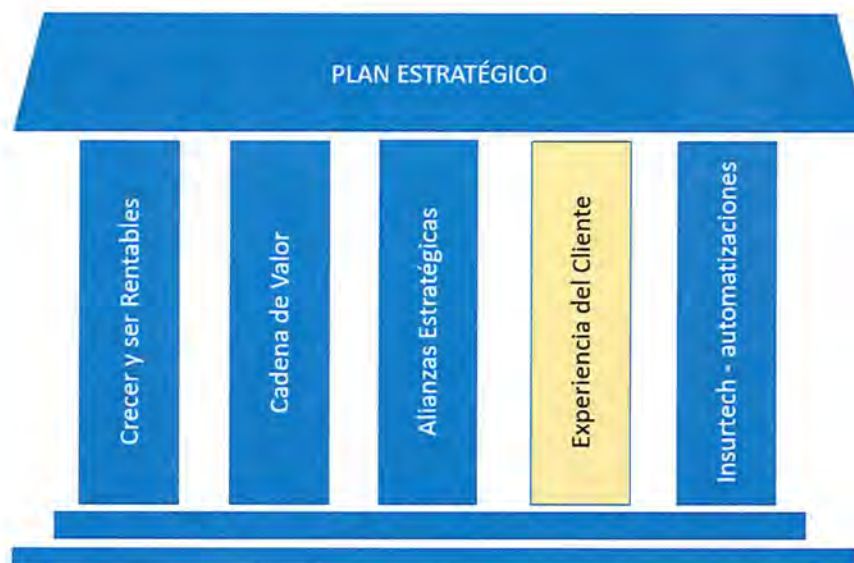 PLAN ESTRATÉGICO
Crecer y ser Rentables
Cadena de Valor
Alianzas Estratégicas
Experiencia del Cliente
Insurtech - automatizaciones